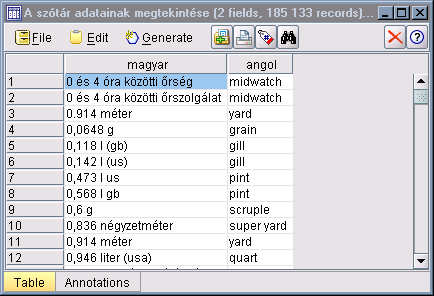 A szótár adatainak megtekintése (2 fields, 185 133 records)...
File Edit Generate
magyar angol
1 0 és 4 óra közötti őrség midwatch
2 0 és 4 óra közötti őrszolgálat midwatch
3 0.914 méter yard
4 0,0648 g grain
5 0,118 l (gb) gill
6 0,142 l (us) gill
7 0,473 l us pint
8 0,568 l gb pint
9 0,6 g scruple
10 0,836 négyzetméter super yard
11 0,914 méter yard
12 0,946 liter (usa) quart
Table Annotations